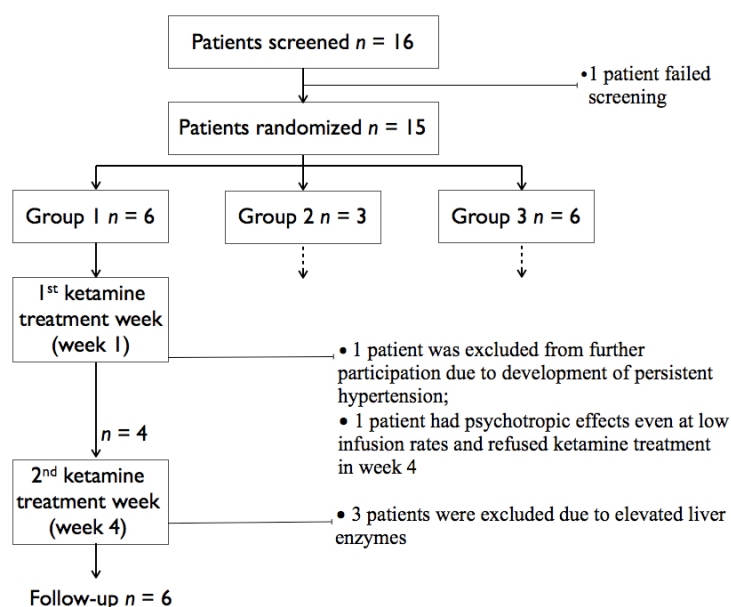 Patients screened n = 16
•1 patient failed
screening
Patients randomized n = 15
Group 1 n = 6
Group 2 n = 3
Group 3 n = 6
1st ketamine
treatment week
(week 1)
• 1 patient was excluded from further
participation due to development of persistent
hypertension;
• 1 patient had psychotropic effects even at low
infusion rates and refused ketamine treatment
in week 4
n = 4
2nd ketamine
treatment week
(week 4)
• 3 patients were excluded due to elevated liver
enzymes
Follow-up n = 6